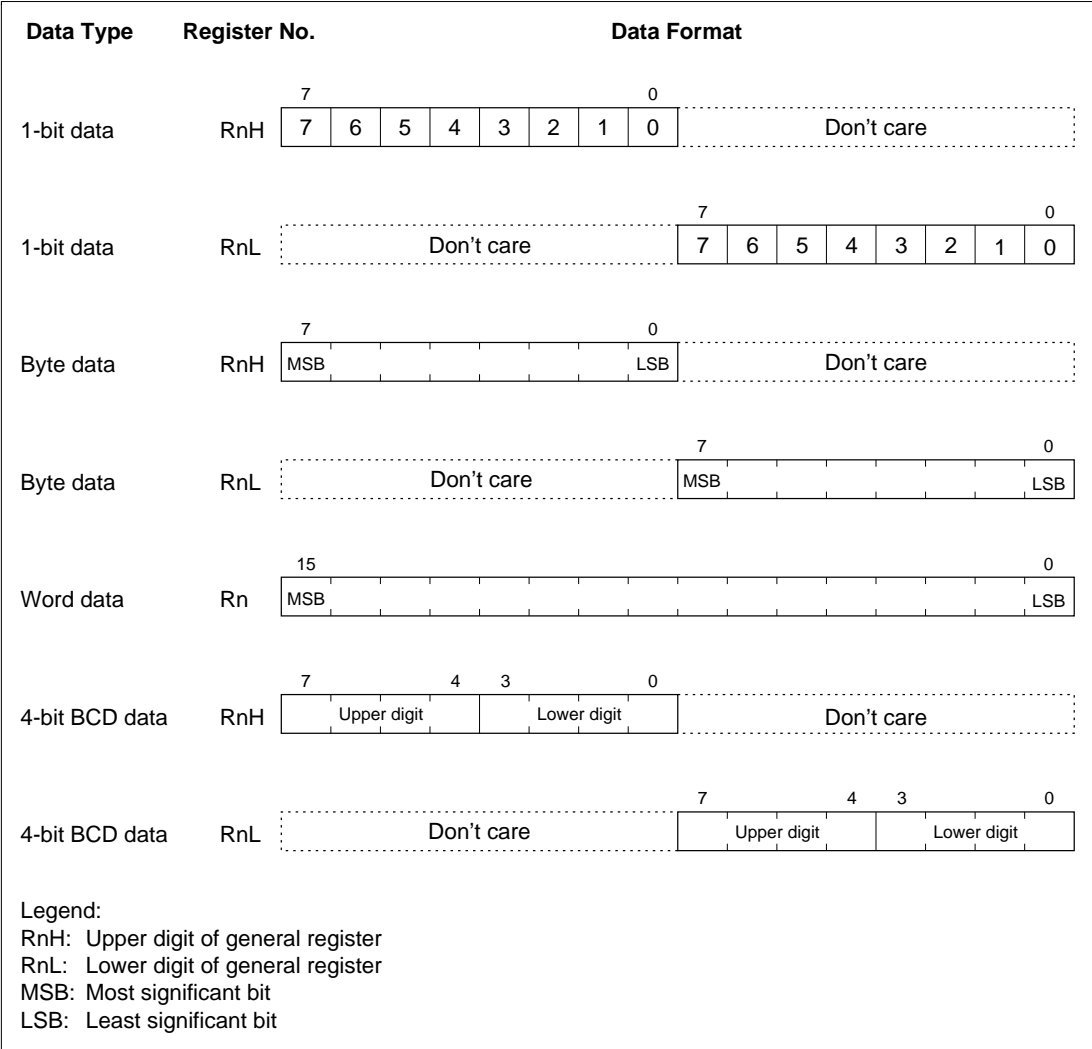 Data Type Register No. Data Format
7 0
1-bit data RnH 7 6 5 4 3 2 1 0 Don't care
7 0
1-bit data RnL Don't care 7 6 5 4 3 2 1 0
7 0
Byte data RnH MSB LSB Don't care
7 0
Byte data RnL Don't care MSB LSB
15 0
Word data Rn MSB LSB
7 4 3 0
4-bit BCD data RnH Upper digit Lower digit Don't care
7 4 3 0
4-bit BCD data RnL Don't care Upper digit Lower digit
Legend:
RnH: Upper digit of general register
RnL: Lower digit of general register
MSB: Most significant bit
LSB: Least significant bit